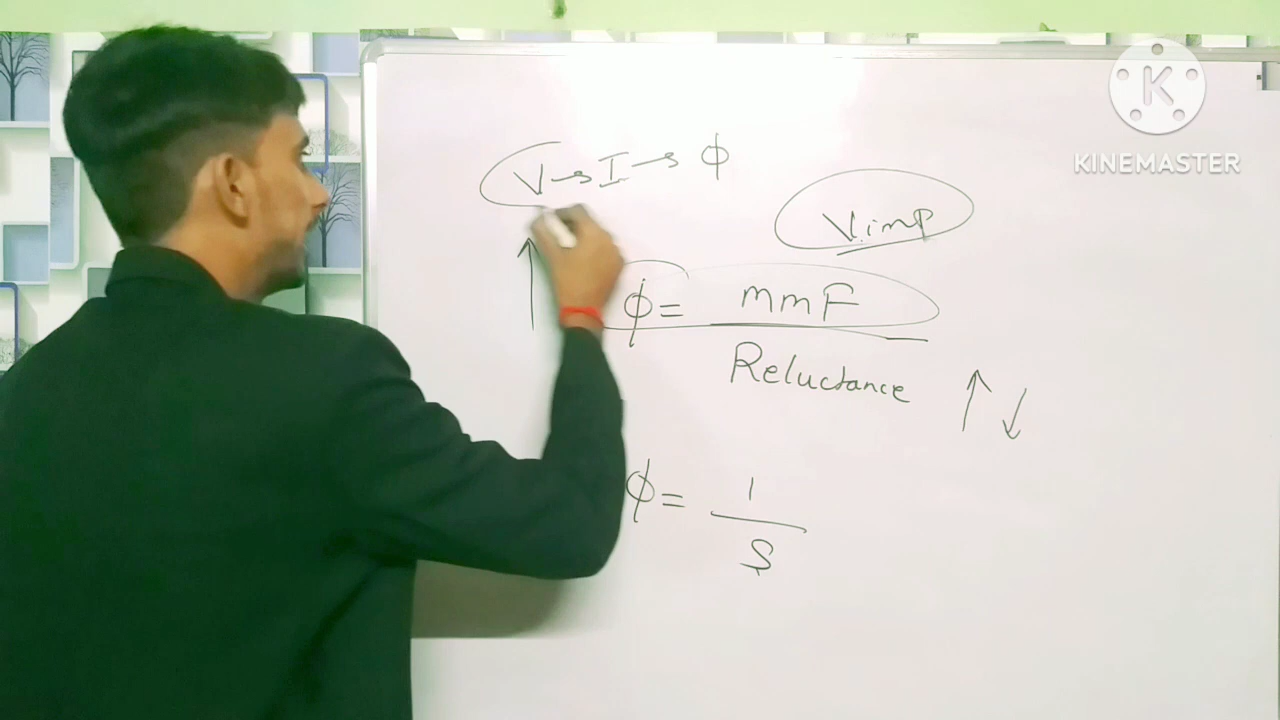 V → I → φ
V.imp
φ = mmF
Reluctance ↑ ↓
φ = 1
S
K
KINEMASTER